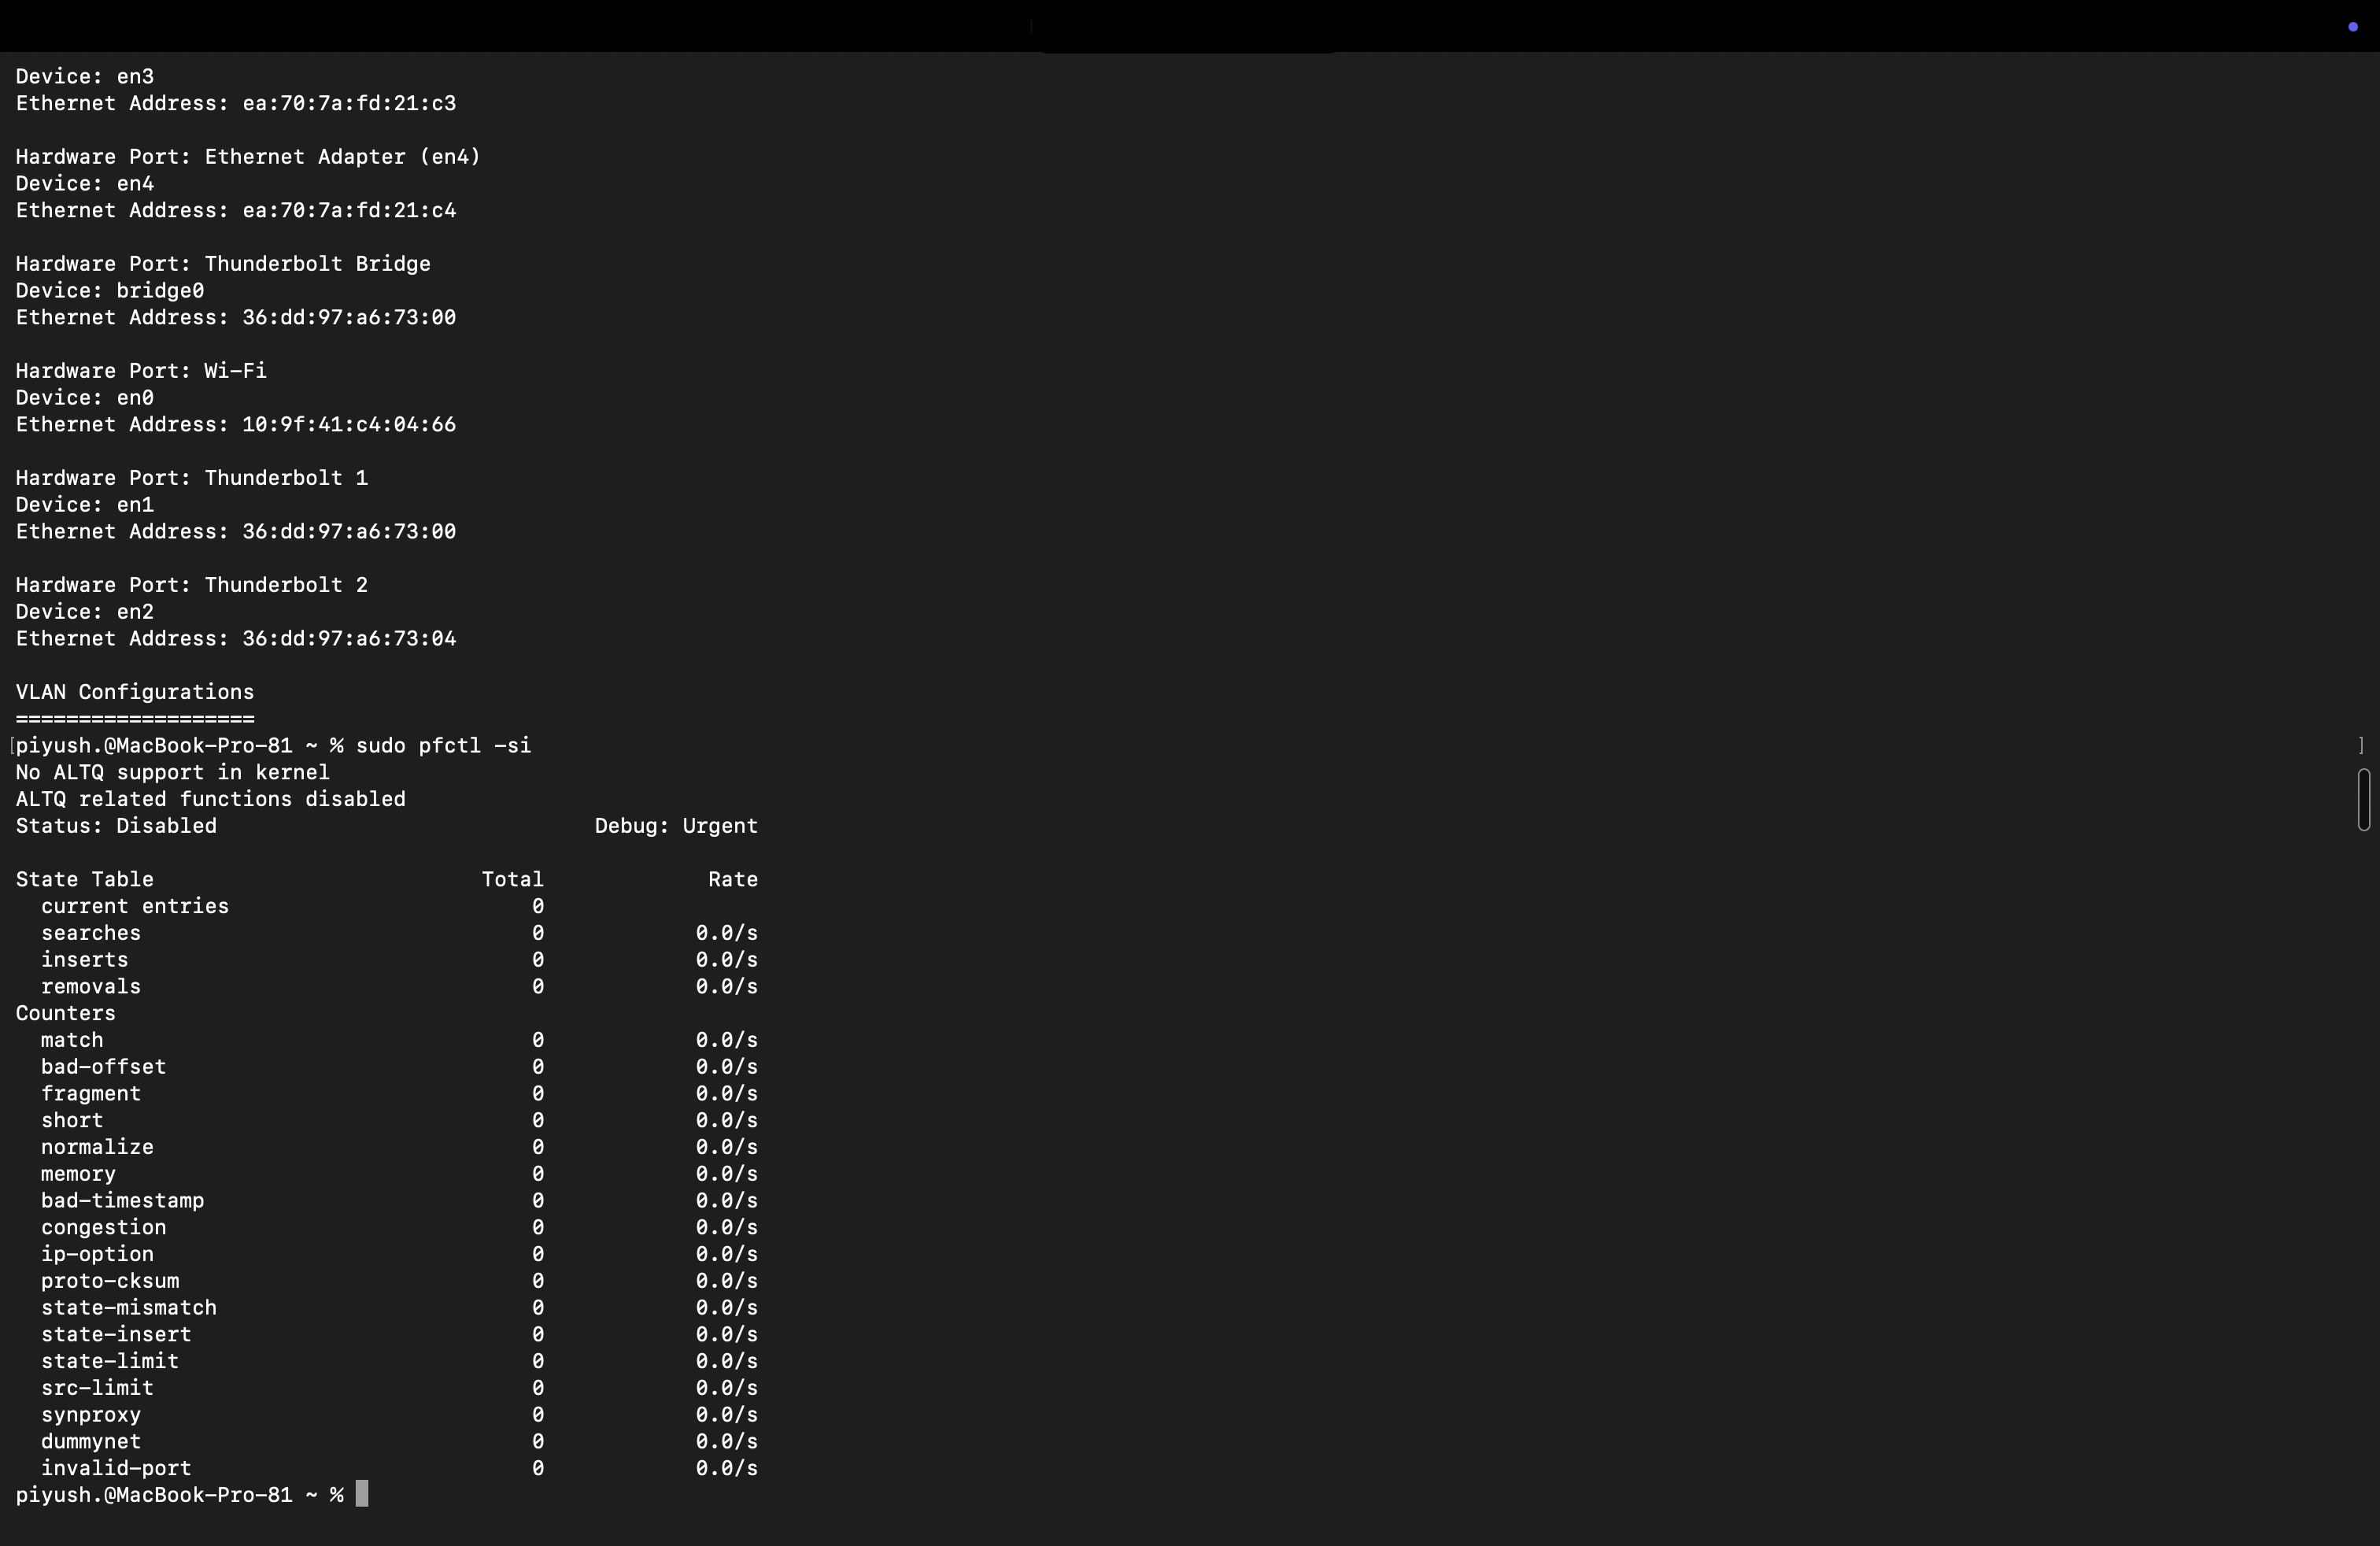 Device: en3
Ethernet Address: ea:70:7a:fd:21:c3
Hardware Port: Ethernet Adapter (en4)
Device: en4
Ethernet Address: ea:70:7a:fd:21:c4
Hardware Port: Thunderbolt Bridge
Device: bridge0
Ethernet Address: 36:dd:97:a6:73:00
Hardware Port: Wi-Fi
Device: en0
Ethernet Address: 10:9f:41:c4:04:66
Hardware Port: Thunderbolt 1
Device: en1
Ethernet Address: 36:dd:97:a6:73:00
Hardware Port: Thunderbolt 2
Device: en2
Ethernet Address: 36:dd:97:a6:73:04
VLAN Configurations
===================
[piyush.@MacBook-Pro-81 ~ % sudo pfctl -si ]
No ALTQ support in kernel
ALTQ related functions disabled
Status: Disabled Debug: Urgent
State Table Total Rate
current entries 0
searches 0 0.0/s
inserts 0 0.0/s
removals 0 0.0/s
Counters
match 0 0.0/s
bad-offset 0 0.0/s
fragment 0 0.0/s
short 0 0.0/s
normalize 0 0.0/s
memory 0 0.0/s
bad-timestamp 0 0.0/s
congestion 0 0.0/s
ip-option 0 0.0/s
proto-cksum 0 0.0/s
state-mismatch 0 0.0/s
state-insert 0 0.0/s
state-limit 0 0.0/s
src-limit 0 0.0/s
synproxy 0 0.0/s
dummynet 0 0.0/s
invalid-port 0 0.0/s
piyush.@MacBook-Pro-81 ~ %